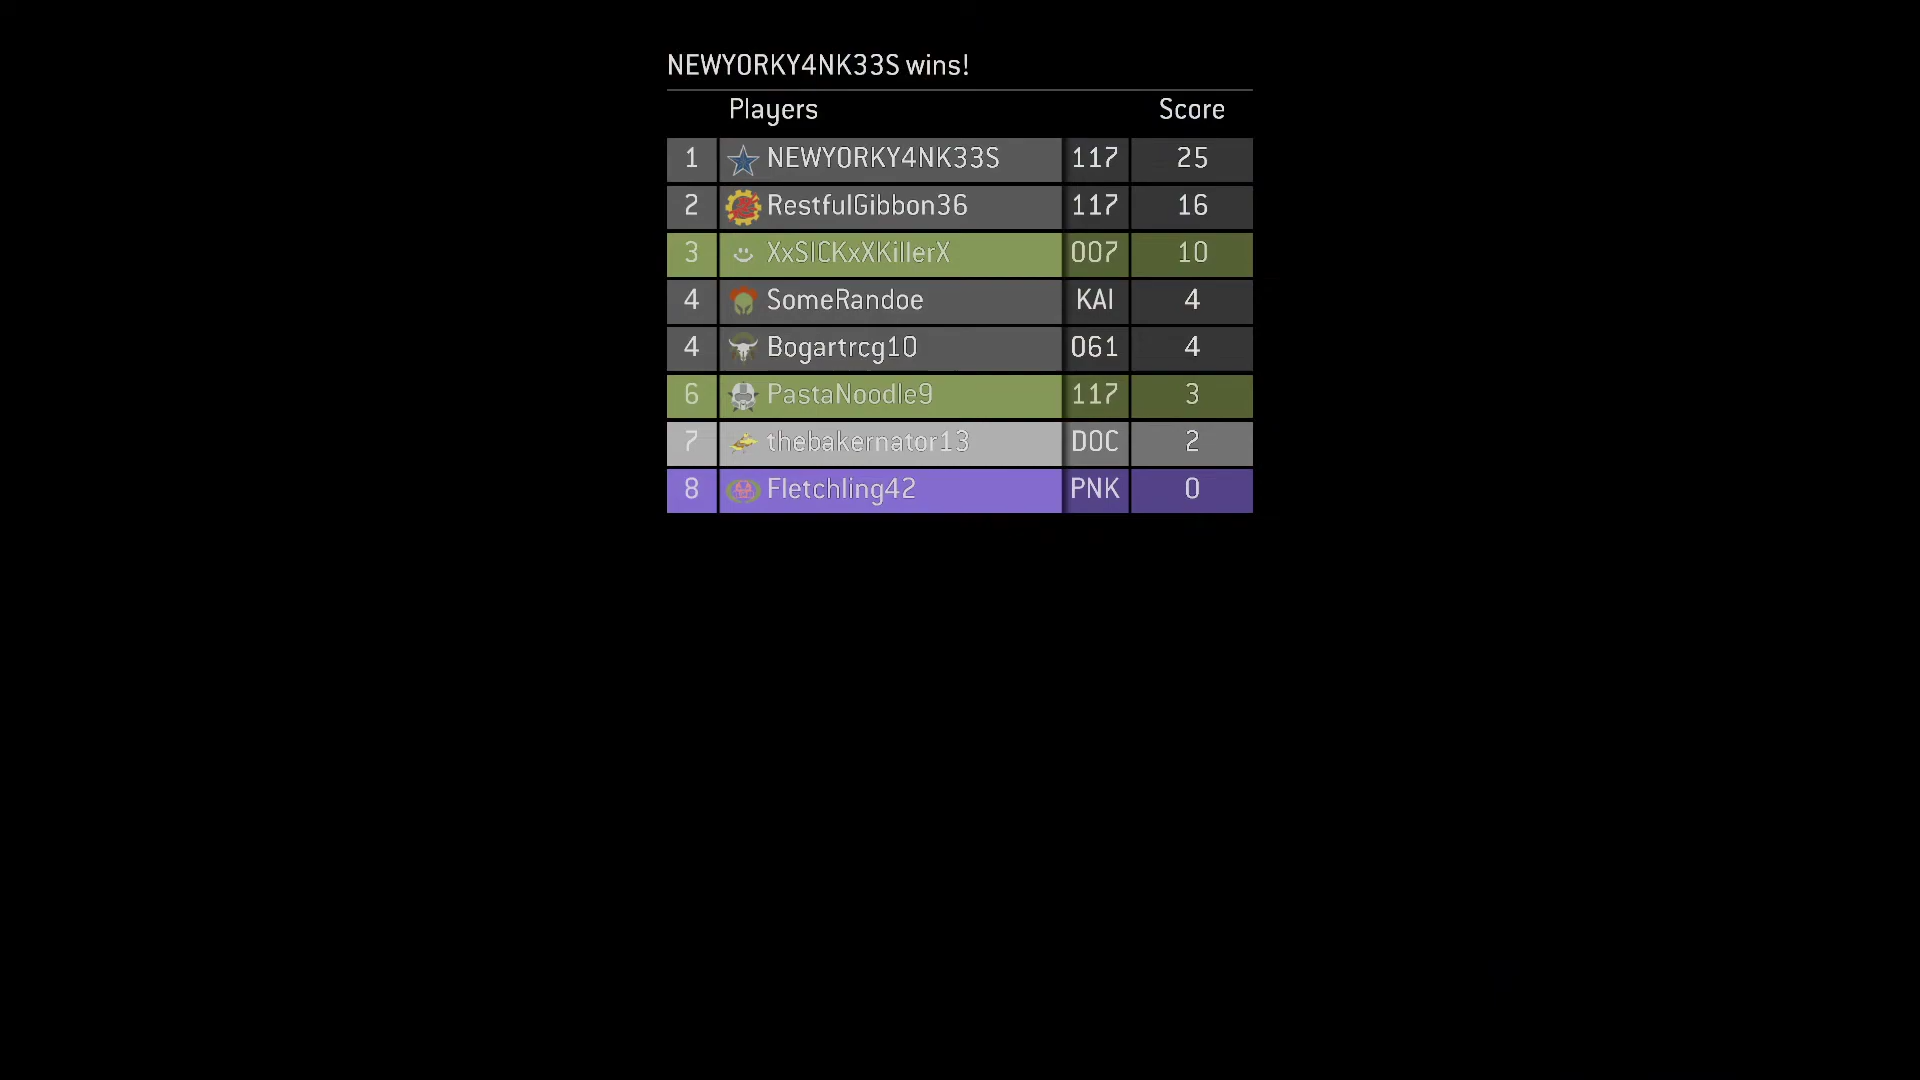 NEWYORKY4NK33S wins!
Players Score
1 NEWYORKY4NK33S 117 25
2 RestfulGibbon36 117 16
3 XxSICKxXKillerX 007 10
4 SomeRandoe KAI 4
4 Bogartrcg10 061 4
6 PastaNoodle9 117 3
7 thebakernator13 DOC 2
8 Fletchling42 PNK 0